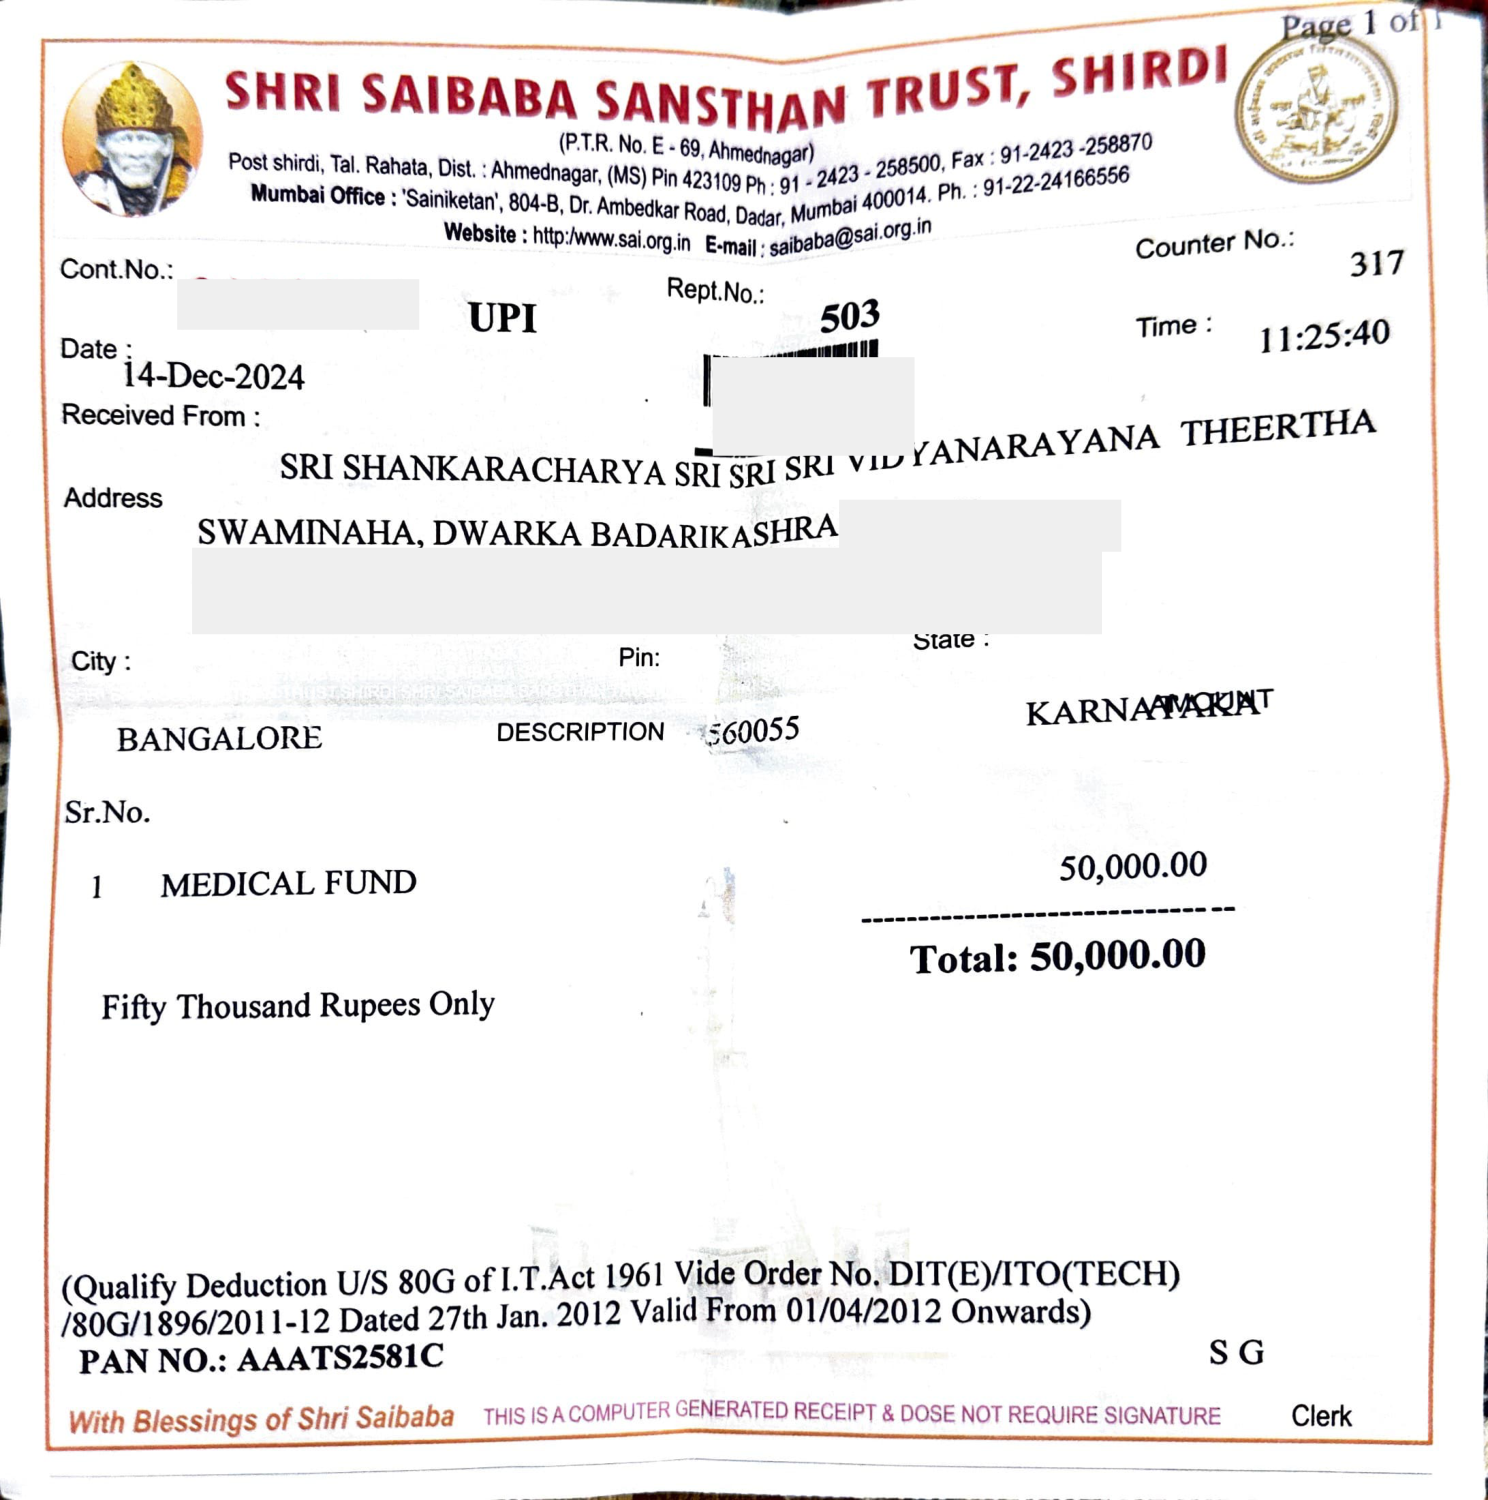 Page 1 of 1
SHRI SAIBABA SANSTHAN TRUST, SHIRDI
(P.T.R. No. E - 69, Ahmednagar)
Post shirdi, Tal. Rahata, Dist. : Ahmednagar, (MS) Pin 423109 Ph : 91 - 2423 - 258500, Fax : 91-2423 -258870
Mumbai Office : 'Sainiketan', 804-B, Dr. Ambedkar Road, Dadar, Mumbai 400014. Ph. : 91-22-24166556
Website : http:/www.sai.org.in E-mail : saibaba@sai.org.in
Cont.No.: UPI Rept.No.: 503 Counter No.: 317
Date : 14-Dec-2024 Time : 11:25:40
Received From :
SRI SHANKARACHARYA SRI SRI SRI VIDYANARAYANA THEERTHA
Address
SWAMINAHA, DWARKA BADARIKASHRA
City : Pin: State :
BANGALORE DESCRIPTION 560055 KARNATAKA AMOUNT
Sr.No.
1 MEDICAL FUND 50,000.00
Total: 50,000.00
Fifty Thousand Rupees Only
(Qualify Deduction U/S 80G of I.T.Act 1961 Vide Order No. DIT(E)/ITO(TECH)
/80G/1896/2011-12 Dated 27th Jan. 2012 Valid From 01/04/2012 Onwards)
PAN NO.: AAATS2581C S G
With Blessings of Shri Saibaba THIS IS A COMPUTER GENERATED RECEIPT & DOSE NOT REQUIRE SIGNATURE Clerk